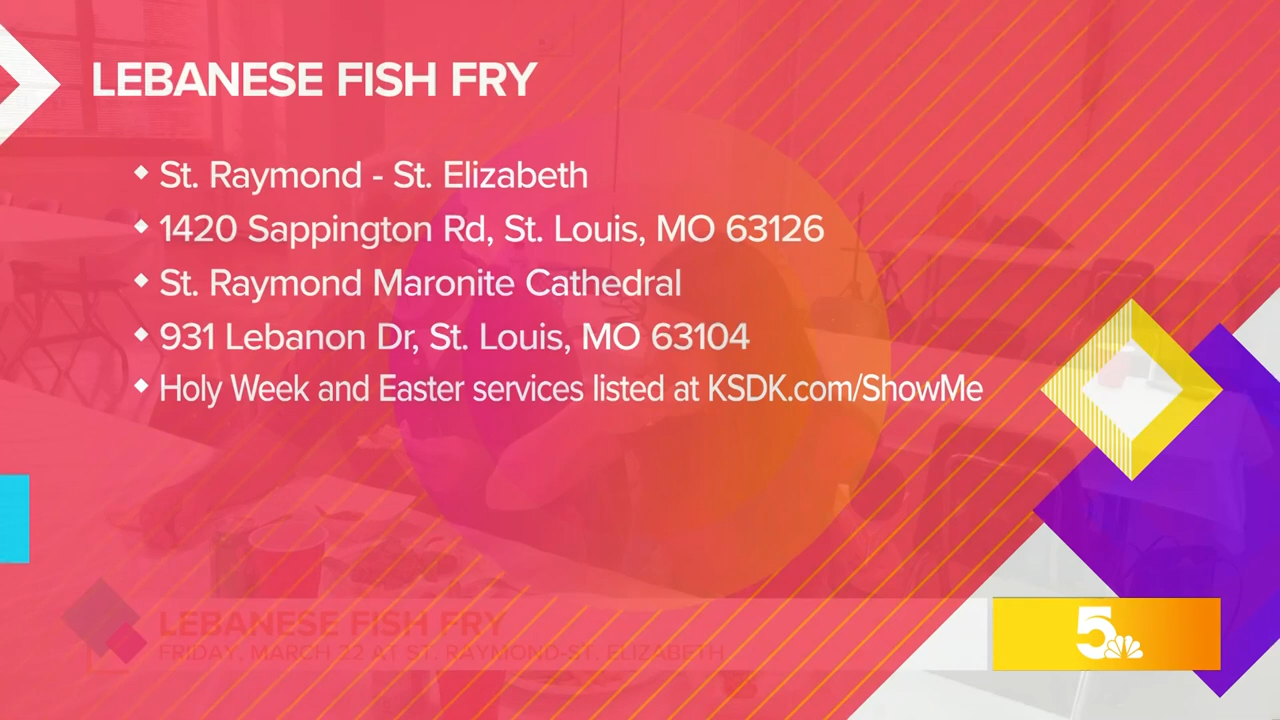 LEBANESE FISH FRY
St. Raymond - St. Elizabeth
1420 Sappington Rd, St. Louis, MO 63126
St. Raymond Maronite Cathedral
931 Lebanon Dr, St. Louis, MO 63104
Holy Week and Easter services listed at KSDK.com/ShowMe
LEBANESE FISH FRY
FRIDAY, MARCH 22 AT ST. RAYMOND-ST. ELIZABETH
5